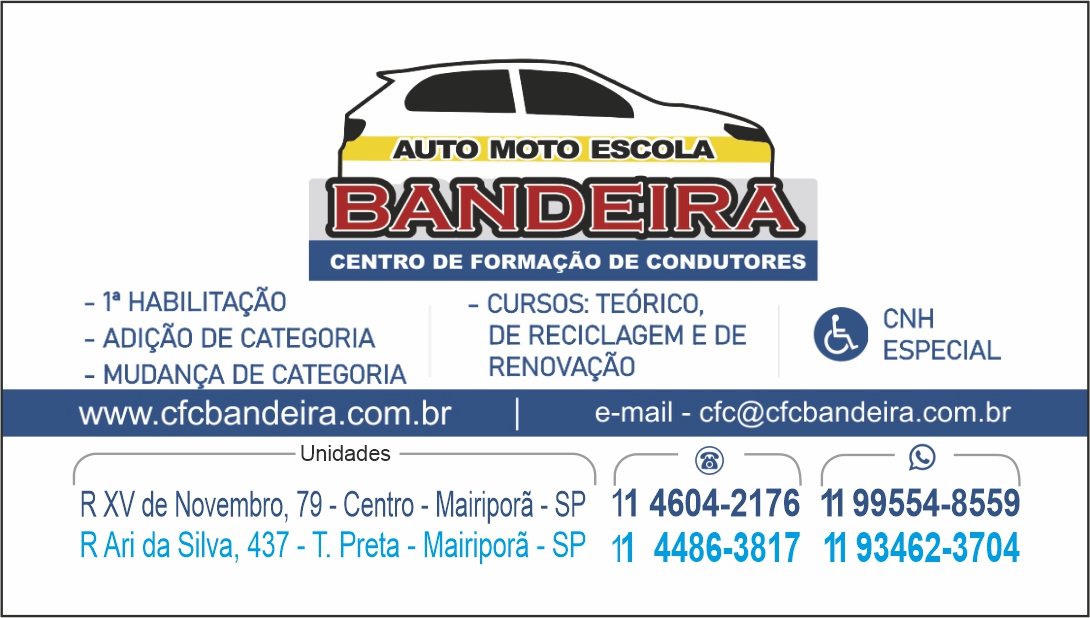 AUTO MOTO ESCOLA
BANDEIRA
CENTRO DE FORMAÇÃO DE CONDUTORES
- 1ª HABILITAÇÃO
- ADIÇÃO DE CATEGORIA
- MUDANÇA DE CATEGORIA
- CURSOS: TEÓRICO,
DE RECICLAGEM E DE
RENOVAÇÃO
CNH
ESPECIAL
www.cfcbandeira.com.br | e-mail - cfc@cfcbandeira.com.br
Unidades
R XV de Novembro, 79 - Centro - Mairiporã - SP 11 4604-2176 11 99554-8559
R Ari da Silva, 437 - T. Preta - Mairiporã - SP 11 4486-3817 11 93462-3704